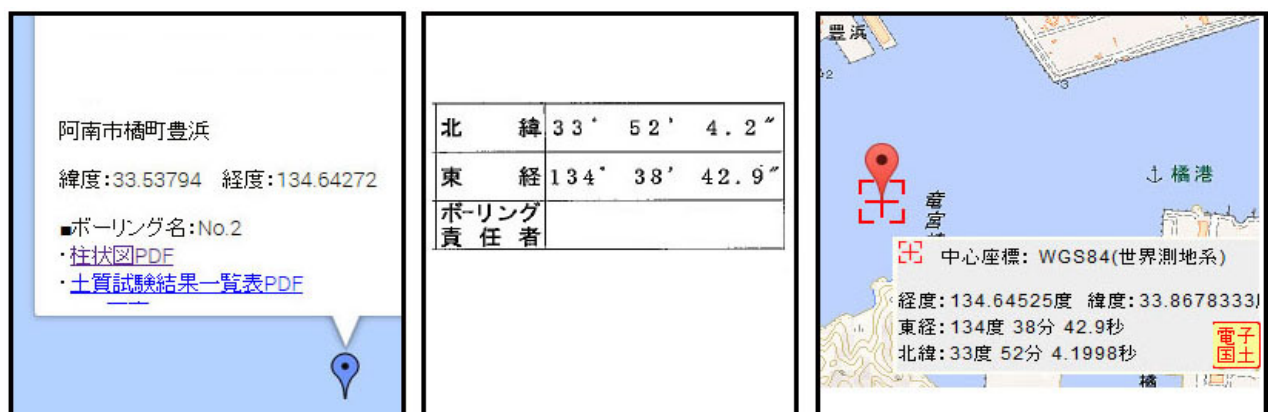 阿南市橘町豊浜
緯度:33.53794 経度:134.64272
■ボーリング名:No.2
・柱状図PDF
・土質試験結果一覧表PDF
北 緯 33° 52' 4.2"
東 経 134° 38' 42.9"
ボーリング
責任者
豊浜
2
3
橘港
竜宮
中心座標: WGS84(世界測地系)
経度:134.64525度 緯度:33.8678333
東経:134度 38分 42.9秒
北緯:33度 52分 4.1998秒
電子
国土
橘